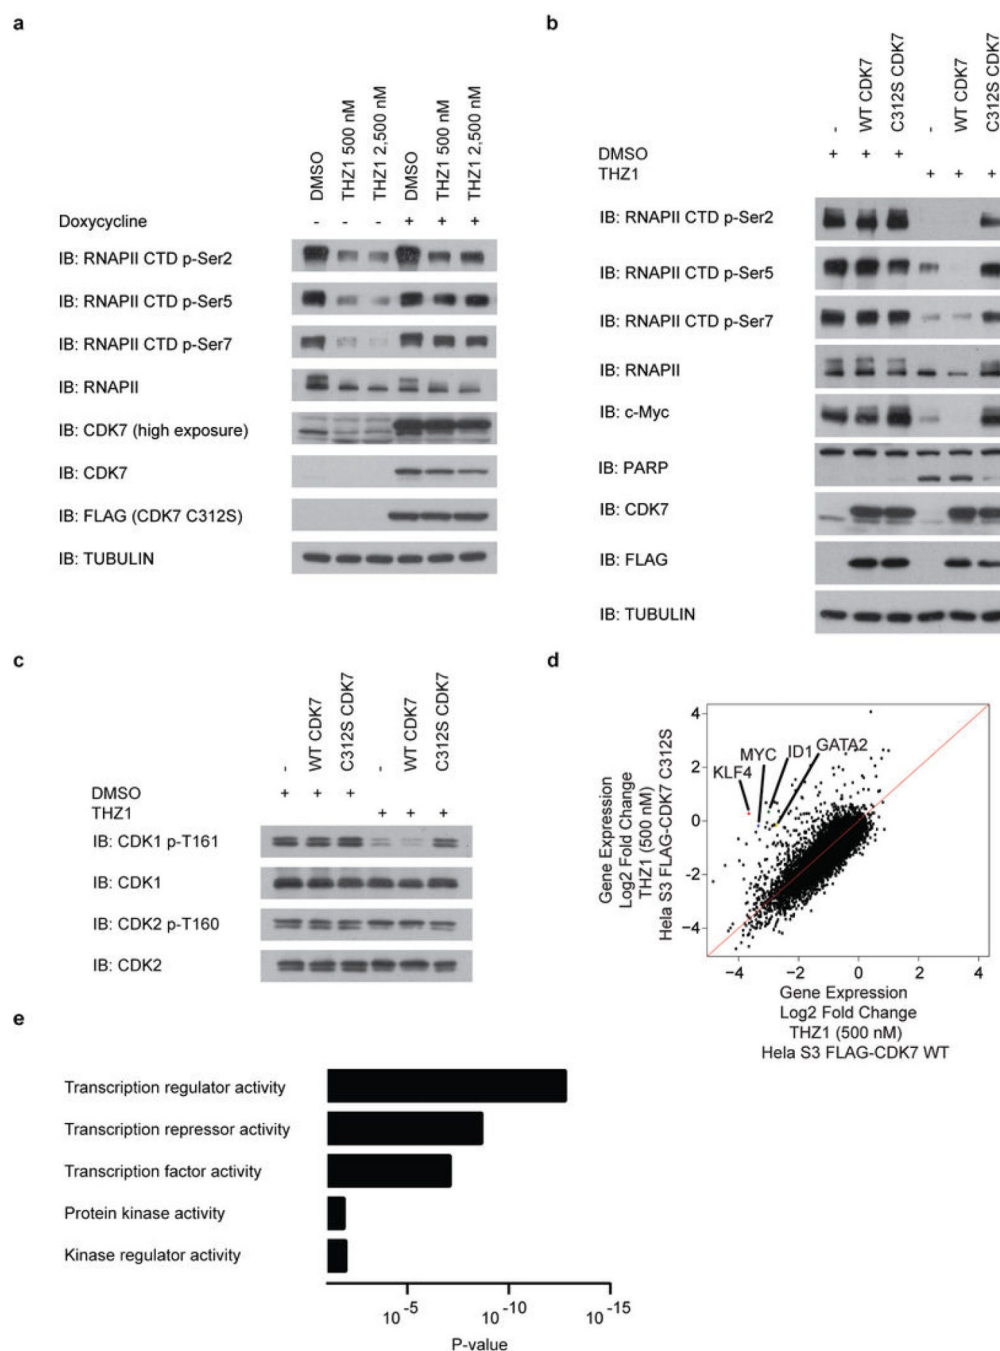 a
DMSO
THZ1 500 nM
THZ1 2,500 nM
DMSO
THZ1 500 nM
THZ1 2,500 nM
Doxycycline - - - + + +
IB: RNAPII CTD p-Ser2
IB: RNAPII CTD p-Ser5
IB: RNAPII CTD p-Ser7
IB: RNAPII
IB: CDK7 (high exposure)
IB: CDK7
IB: FLAG (CDK7 C312S)
IB: TUBULIN
b
-
WT CDK7
C312S CDK7
-
WT CDK7
C312S CDK7
DMSO + + +
THZ1 + + +
IB: RNAPII CTD p-Ser2
IB: RNAPII CTD p-Ser5
IB: RNAPII CTD p-Ser7
IB: RNAPII
IB: c-Myc
IB: PARP
IB: CDK7
IB: FLAG
IB: TUBULIN
c
-
WT CDK7
C312S CDK7
-
WT CDK7
C312S CDK7
DMSO + + +
THZ1 + + +
IB: CDK1 p-T161
IB: CDK1
IB: CDK2 p-T160
IB: CDK2
d
Gene Expression
Log2 Fold Change
THZ1 (500 nM)
Hela S3 FLAG-CDK7 C312S
4
2
0
−2
−4
KLF4
MYC
ID1
GATA2
−4 −2 0 2 4
Gene Expression
Log2 Fold Change
THZ1 (500 nM)
Hela S3 FLAG-CDK7 WT
e
Transcription regulator activity
Transcription repressor activity
Transcription factor activity
Protein kinase activity
Kinase regulator activity
10^-5 10^-10 10^-15
P-value